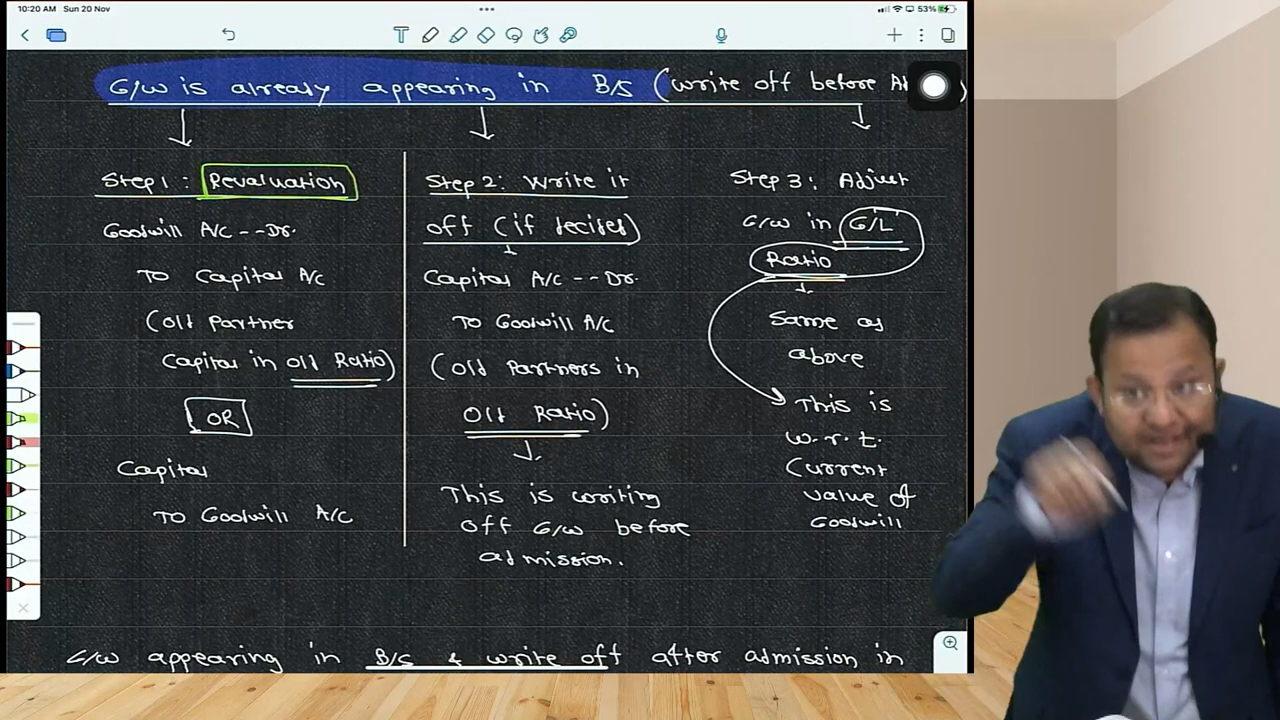 10:20 AM Sun 20 Nov
53%
G/W is already appearing in B/S (write off before
Step 1: Revaluation
Goodwill A/C --Dr.
To Capital A/C
(Old Partner
Capital in Old Ratio)
OR
Capital
To Goodwill A/C
Step 2: Write it
off (if decides)
Capital A/C --Dr.
To Goodwill A/C
(Old Partners in
Old Ratio)
This is writing
off G/W before
admission.
Step 3: Adjust
G/W in G/L
Ratio
Same as
above
This is
w.r.t.
Current
value of
Goodwill
G/W appearing in B/S & write off after admission in